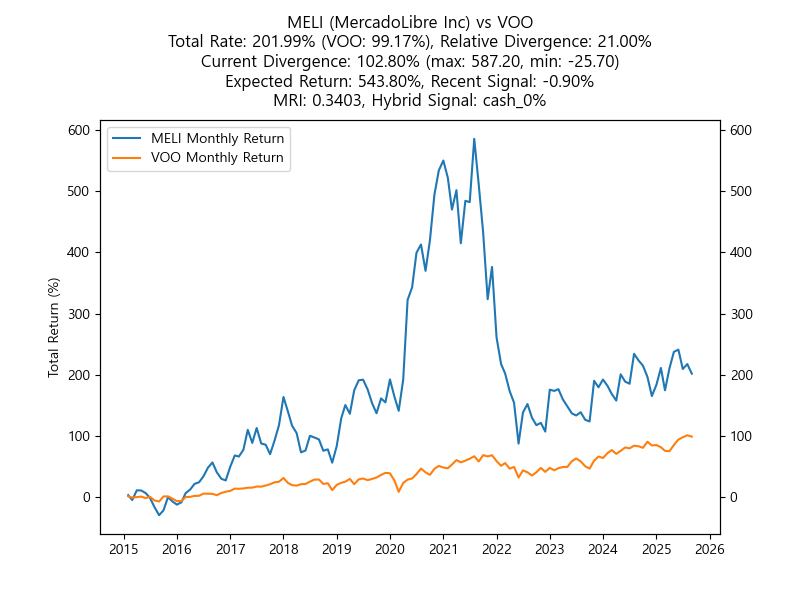 MELI (MercadoLibre Inc) vs VOO
Total Rate: 201.99% (VOO: 99.17%), Relative Divergence: 21.00%
Current Divergence: 102.80% (max: 587.20, min: -25.70)
Expected Return: 543.80%, Recent Signal: -0.90%
MRI: 0.3403, Hybrid Signal: cash_0%
MELI Monthly Return
VOO Monthly Return
Total Return (%)
600
500
400
300
200
100
0
600
500
400
300
200
100
0
2015 2016 2017 2018 2019 2020 2021 2022 2023 2024 2025 2026